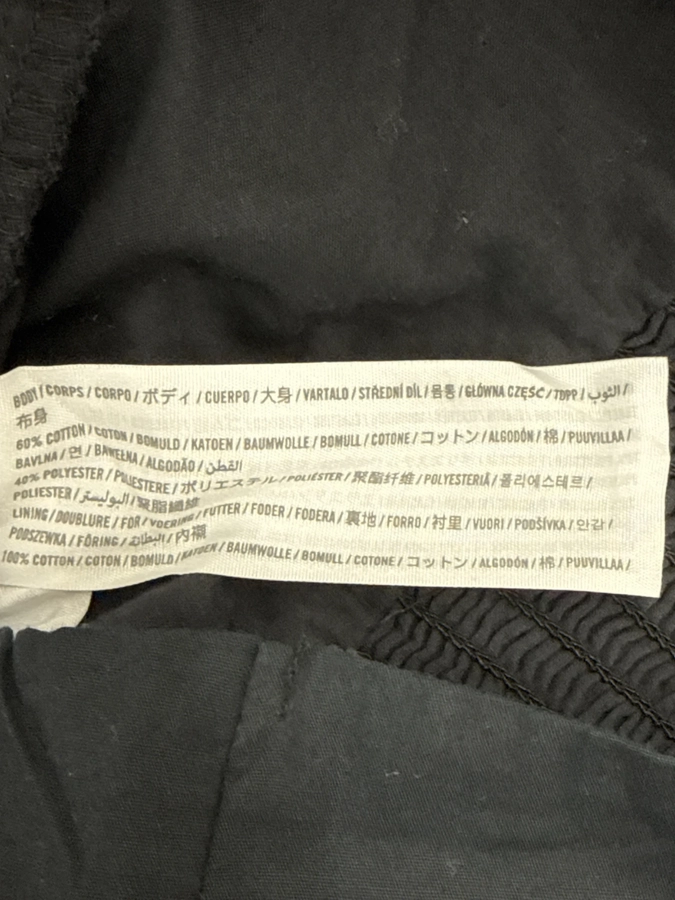 BODY / CORPS / CORPO / ボディ / CUERPO / 大身 / VARTALO / STŘEDNÍ DÍL / 몸통 / GŁÓWNA CZĘŚĆ / TOPP / الثوب /
布身
60% COTTON / COTON / BOMULD / KATOEN / BAUMWOLLE / BOMULL / COTONE / コットン / ALGODÓN / 棉 / PUUVILLAA /
BAVLNA / 면 / BAWEŁNA / ALGODÃO / القطن
40% POLYESTER / POLIESTERE / ポリエステル / POLIÉSTER / 聚酯纤维 / POLYESTERIÄ / 폴리에스테르 /
POLIESTER / البوليستر / 聚脂纖維
LINING / DOUBLURE / FOR / VOERING / FUTTER / FODER / FODERA / 裏地 / FORRO / 衬里 / VUORI / PODŠÍVKA / 안감 /
PODSZEWKA / FÔRING / البطانة / 內襯
100% COTTON / COTON / BOMULD / KATOEN / BAUMWOLLE / BOMULL / COTONE / コットン / ALGODÓN / 棉 / PUUVILLAA /